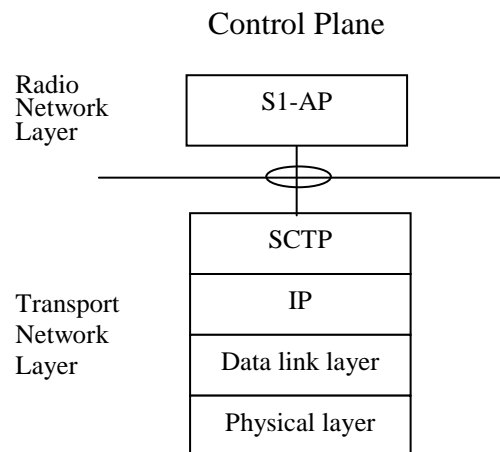 Control Plane
Radio
Network
Layer
S1-AP
SCTP
IP
Transport
Network
Layer
Data link layer
Physical layer